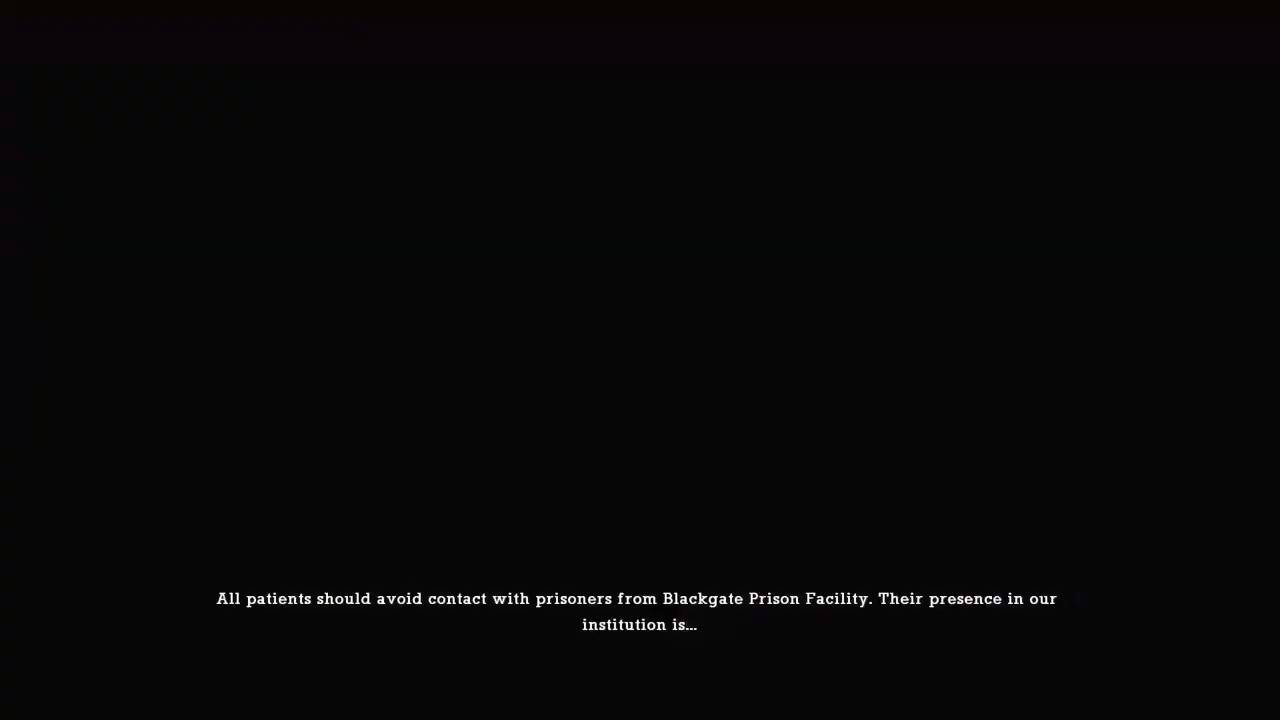 All patients should avoid contact with prisoners from Blackgate Prison Facility. Their presence in our
institution is...